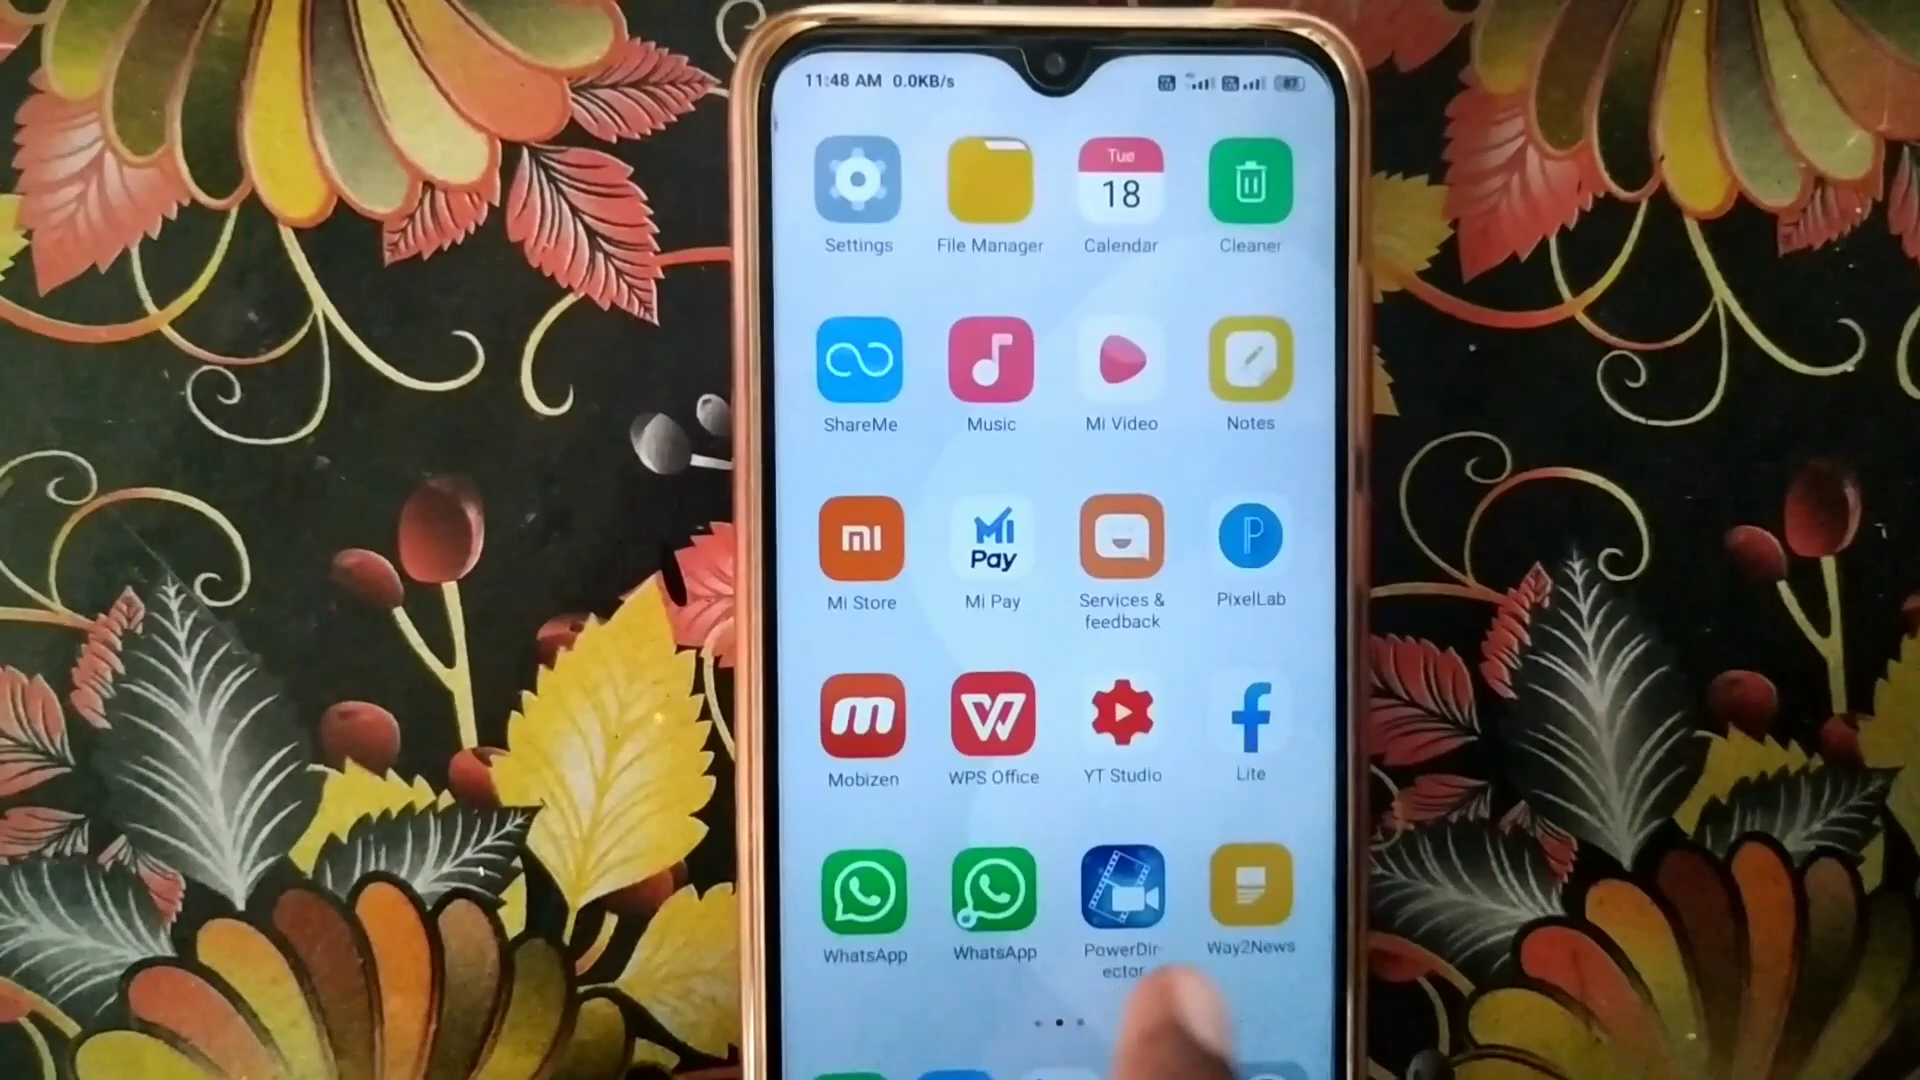 11:48 AM 0.0KB/s
87
Tue
18
Settings File Manager Calendar Cleaner
ShareMe Music Mi Video Notes
mi
MI
Pay
P
Mi Store Mi Pay Services & feedback PixelLab
m
W
f
Mobizen WPS Office YT Studio Lite
WhatsApp WhatsApp PowerDir
ector Way2News